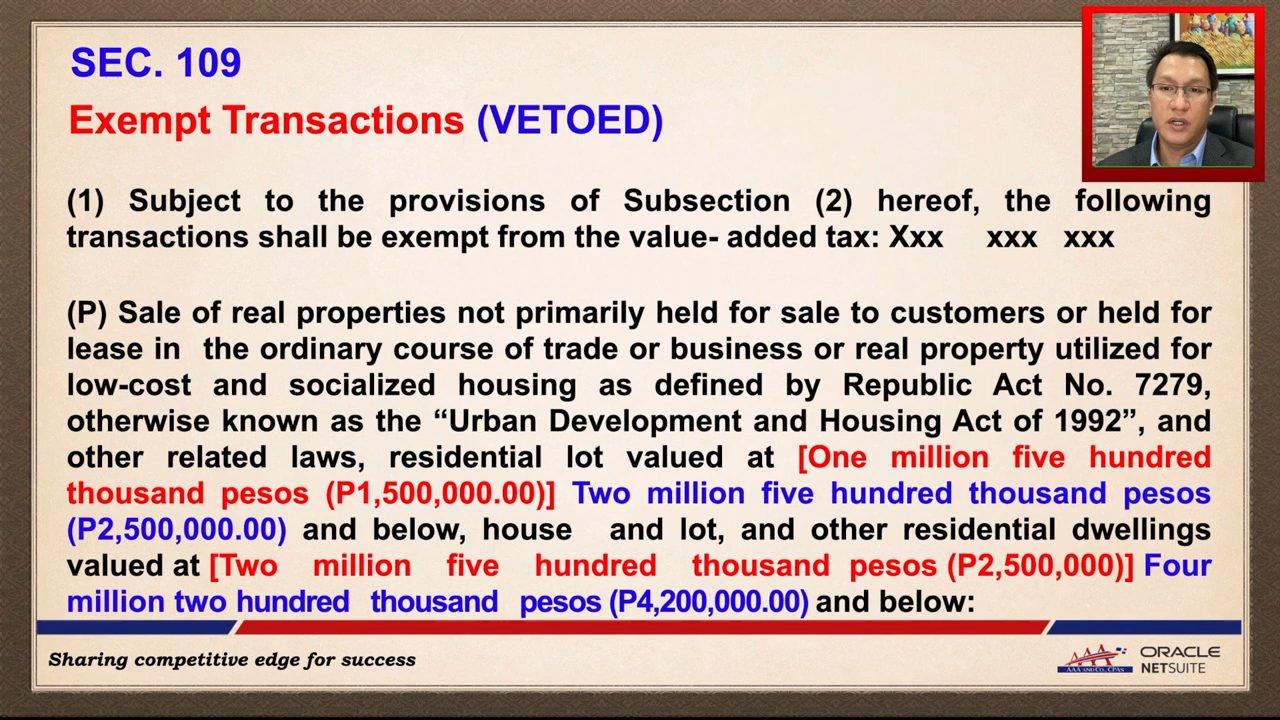 SEC. 109
Exempt Transactions (VETOED)
(1) Subject to the provisions of Subsection (2) hereof, the following
transactions shall be exempt from the value- added tax: Xxx xxx xxx
(P) Sale of real properties not primarily held for sale to customers or held for
lease in the ordinary course of trade or business or real property utilized for
low-cost and socialized housing as defined by Republic Act No. 7279,
otherwise known as the “Urban Development and Housing Act of 1992”, and
other related laws, residential lot valued at [One million five hundred
thousand pesos (P1,500,000.00)] Two million five hundred thousand pesos
(P2,500,000.00) and below, house and lot, and other residential dwellings
valued at [Two million five hundred thousand pesos (P2,500,000)] Four
million two hundred thousand pesos (P4,200,000.00) and below:
Sharing competitive edge for success
AAA
AAA AND CO., CPAs
ORACLE
NETSUITE